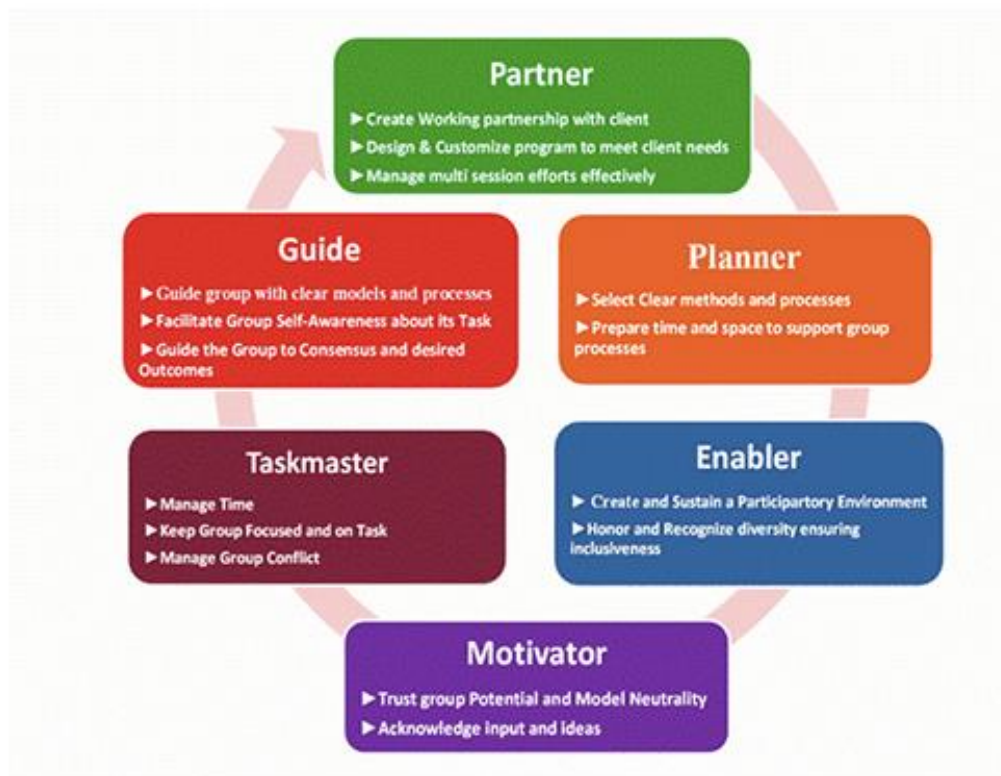 Partner
►Create Working partnership with client
►Design & Customize program to meet client needs
►Manage multi session efforts effectively
Planner
►Select Clear methods and processes
►Prepare time and space to support group
processes
Enabler
► Create and Sustain a Participartory Environment
►Honor and Recognize diversity ensuring
inclusiveness
Motivator
►Trust group Potential and Model Neutrality
►Acknowledge input and ideas
Taskmaster
►Manage Time
►Keep Group Focused and on Task
►Manage Group Conflict
Guide
►Guide group with clear models and processes
►Facilitate Group Self-Awareness about its Task
►Guide the Group to Consensus and desired
Outcomes